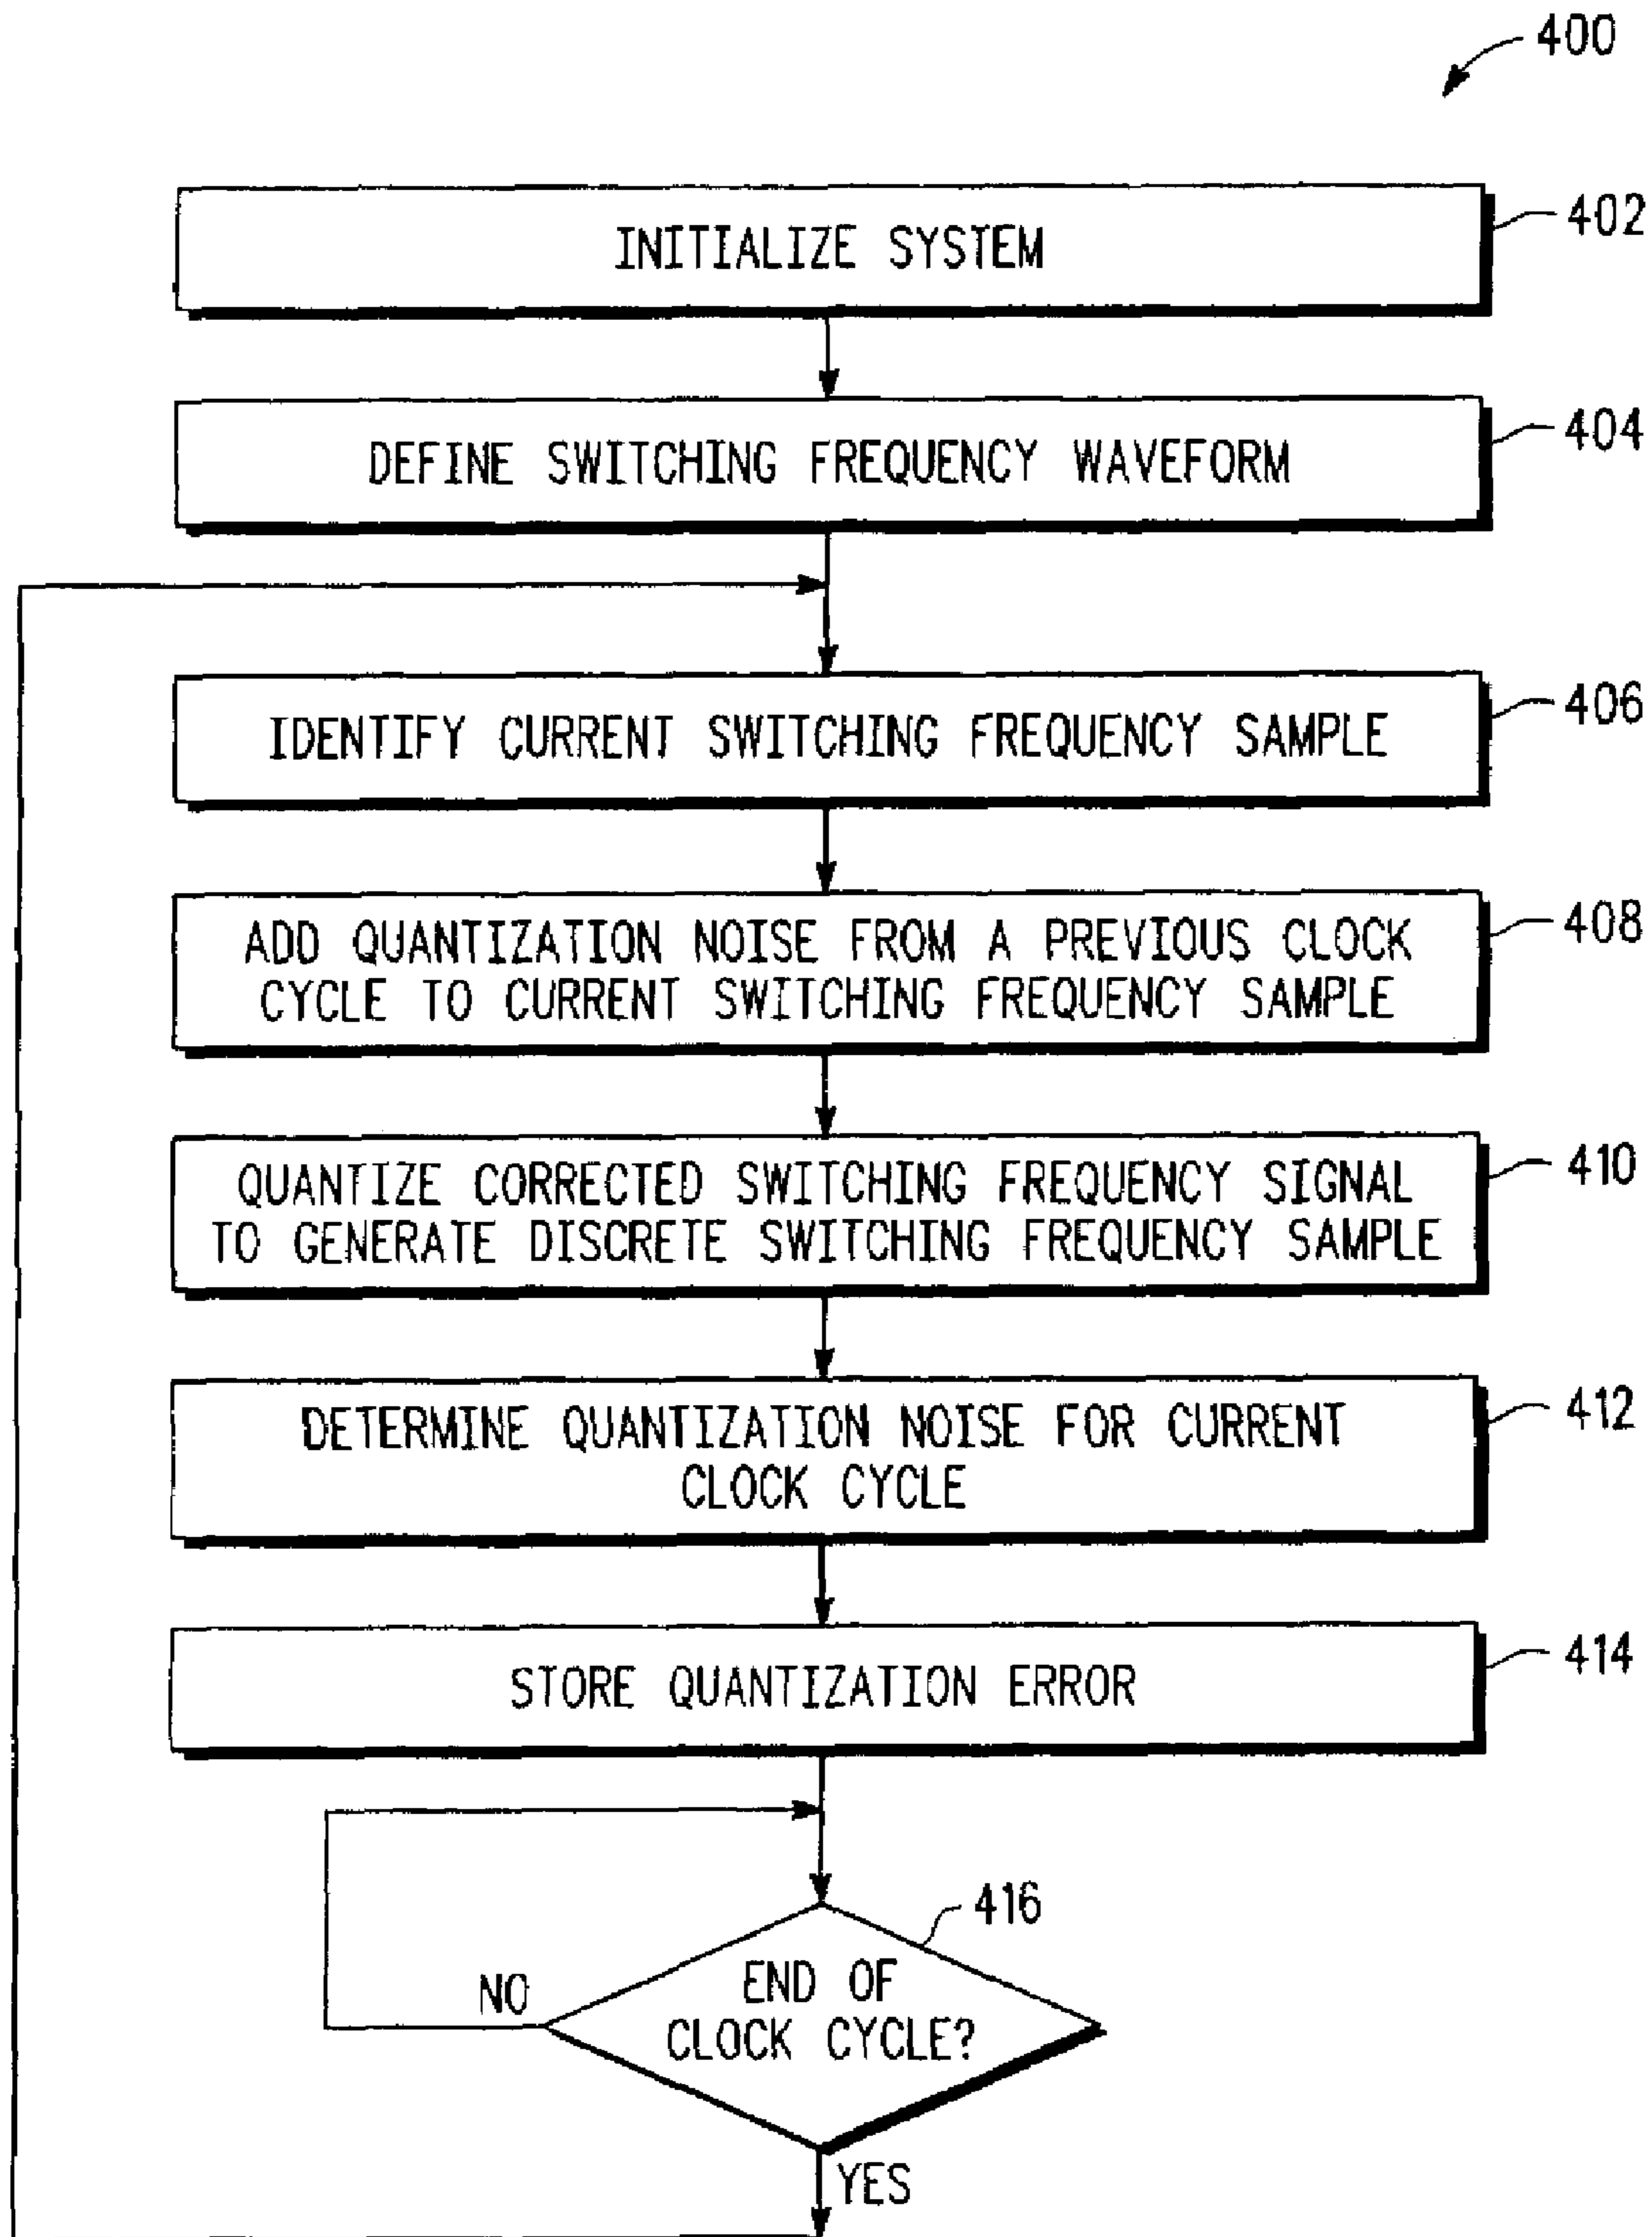 400
INITIALIZE SYSTEM
402
DEFINE SWITCHING FREQUENCY WAVEFORM
404
IDENTIFY CURRENT SWITCHING FREQUENCY SAMPLE
406
ADD QUANTIZATION NOISE FROM A PREVIOUS CLOCK
CYCLE TO CURRENT SWITCHING FREQUENCY SAMPLE
408
QUANTIZE CORRECTED SWITCHING FREQUENCY SIGNAL
TO GENERATE DISCRETE SWITCHING FREQUENCY SAMPLE
410
DETERMINE QUANTIZATION NOISE FOR CURRENT
CLOCK CYCLE
412
STORE QUANTIZATION ERROR
414
416
END OF
CLOCK CYCLE?
NO
YES